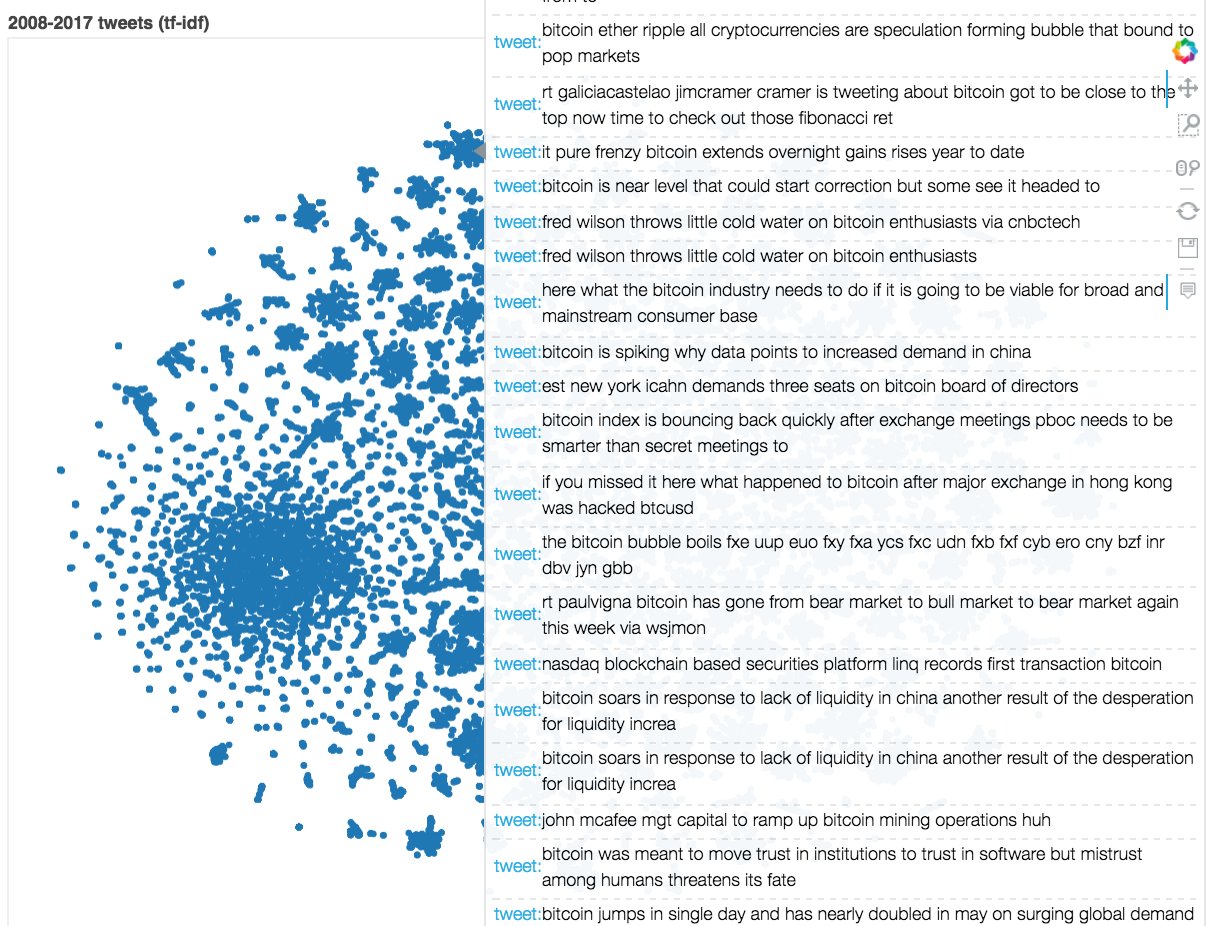 2008-2017 tweets (tf-idf)
tweet: bitcoin ether ripple all cryptocurrencies are speculation forming bubble that bound to
pop markets
tweet: rt galiciacastelao jimcramer cramer is tweeting about bitcoin got to be close to the
top now time to check out those fibonacci ret
tweet: it pure frenzy bitcoin extends overnight gains rises year to date
tweet: bitcoin is near level that could start correction but some see it headed to
tweet: fred wilson throws little cold water on bitcoin enthusiasts via cnbctech
tweet: fred wilson throws little cold water on bitcoin enthusiasts
tweet: here what the bitcoin industry needs to do if it is going to be viable for broad and
mainstream consumer base
tweet: bitcoin is spiking why data points to increased demand in china
tweet: est new york icahn demands three seats on bitcoin board of directors
tweet: bitcoin index is bouncing back quickly after exchange meetings pboc needs to be
smarter than secret meetings to
tweet: if you missed it here what happened to bitcoin after major exchange in hong kong
was hacked btcusd
tweet: the bitcoin bubble boils fxe uup euo fxy fxa ycs fxc udn fxb fxf cyb ero cny bzf inr
dbv jyn gbb
tweet: rt paulvigna bitcoin has gone from bear market to bull market to bear market again
this week via wsjmon
tweet: nasdaq blockchain based securities platform linq records first transaction bitcoin
tweet: bitcoin soars in response to lack of liquidity in china another result of the desperation
for liquidity increa
tweet: bitcoin soars in response to lack of liquidity in china another result of the desperation
for liquidity increa
tweet: john mcafee mgt capital to ramp up bitcoin mining operations huh
tweet: bitcoin was meant to move trust in institutions to trust in software but mistrust
among humans threatens its fate
tweet: bitcoin jumps in single day and has nearly doubled in may on surging global demand